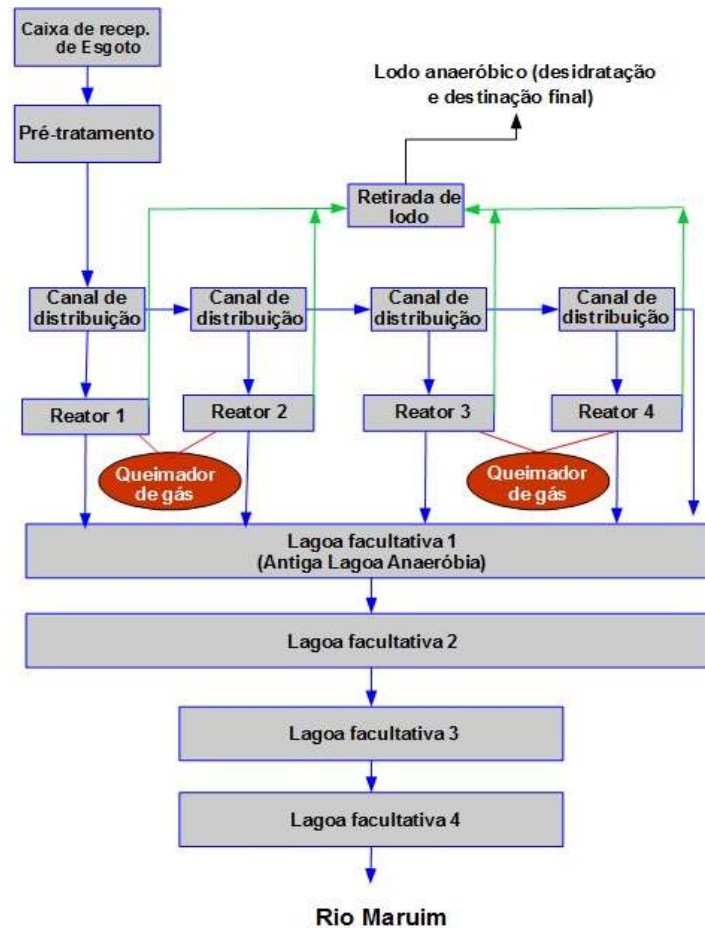 Caixa de recep.
de Esgoto
Lodo anaeróbico (desidratação
e destinação final)
Pré-tratamento
Retirada de
lodo
Canal de
distribuição
Canal de
distribuição
Canal de
distribuição
Canal de
distribuição
Reator 1
Reator 2
Reator 3
Reator 4
Queimador
de gás
Queimador
de gás
Lagoa facultativa 1
(Antiga Lagoa Anaeróbia)
Lagoa facultativa 2
Lagoa facultativa 3
Lagoa facultativa 4
Rio Maruim